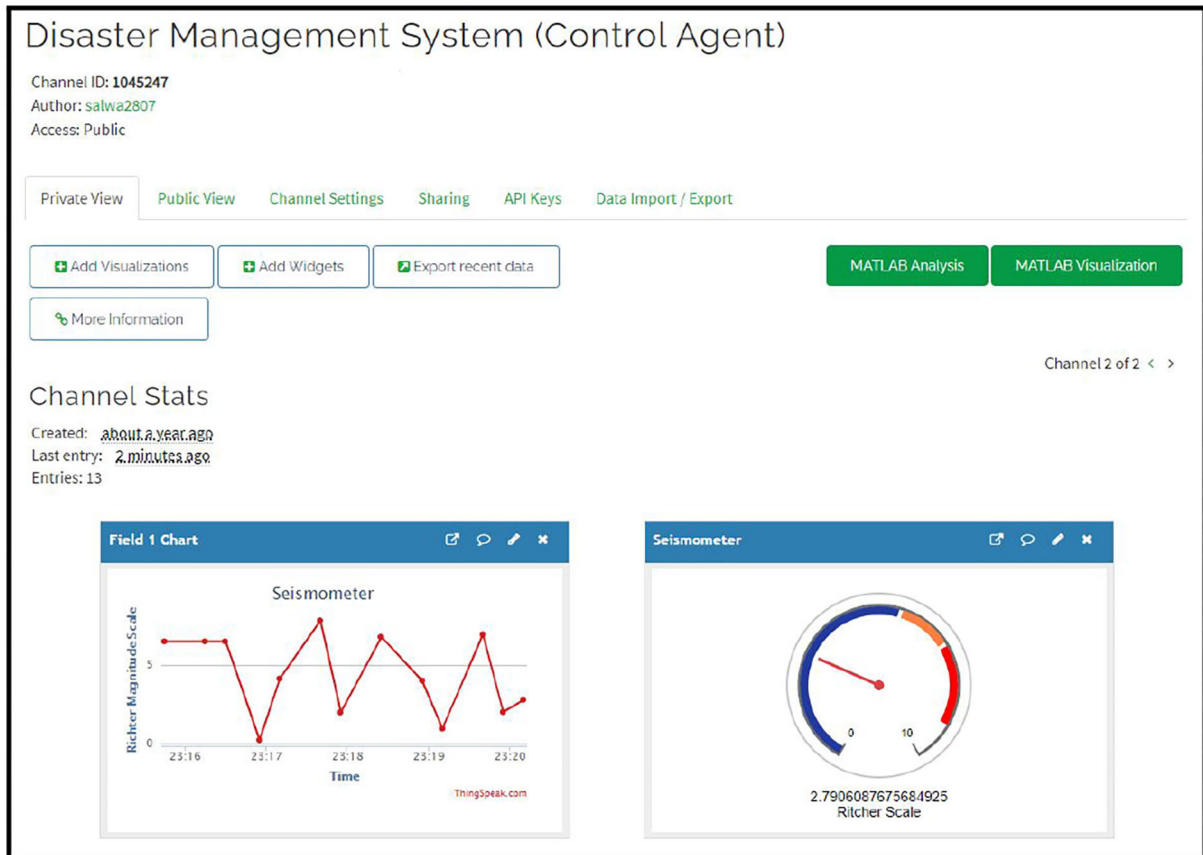 Disaster Management System (Control Agent)
Channel ID: 1045247
Author: salwa2807
Access: Public
Private View
Public View
Channel Settings
Sharing
API Keys
Data Import / Export
Add Visualizations
Add Widgets
Export recent data
MATLAB Analysis
MATLAB Visualization
More Information
Channel 2 of 2 < >
Channel Stats
Created: about a year ago
Last entry: 2 minutes ago
Entries: 13
Field 1 Chart
Seismometer
Richter Magnitude Scale
5
0
23:16
23:17
23:18
23:19
23:20
Time
ThingSpeak.com
Seismometer
0
10
2.7906087675684925
Ritcher Scale